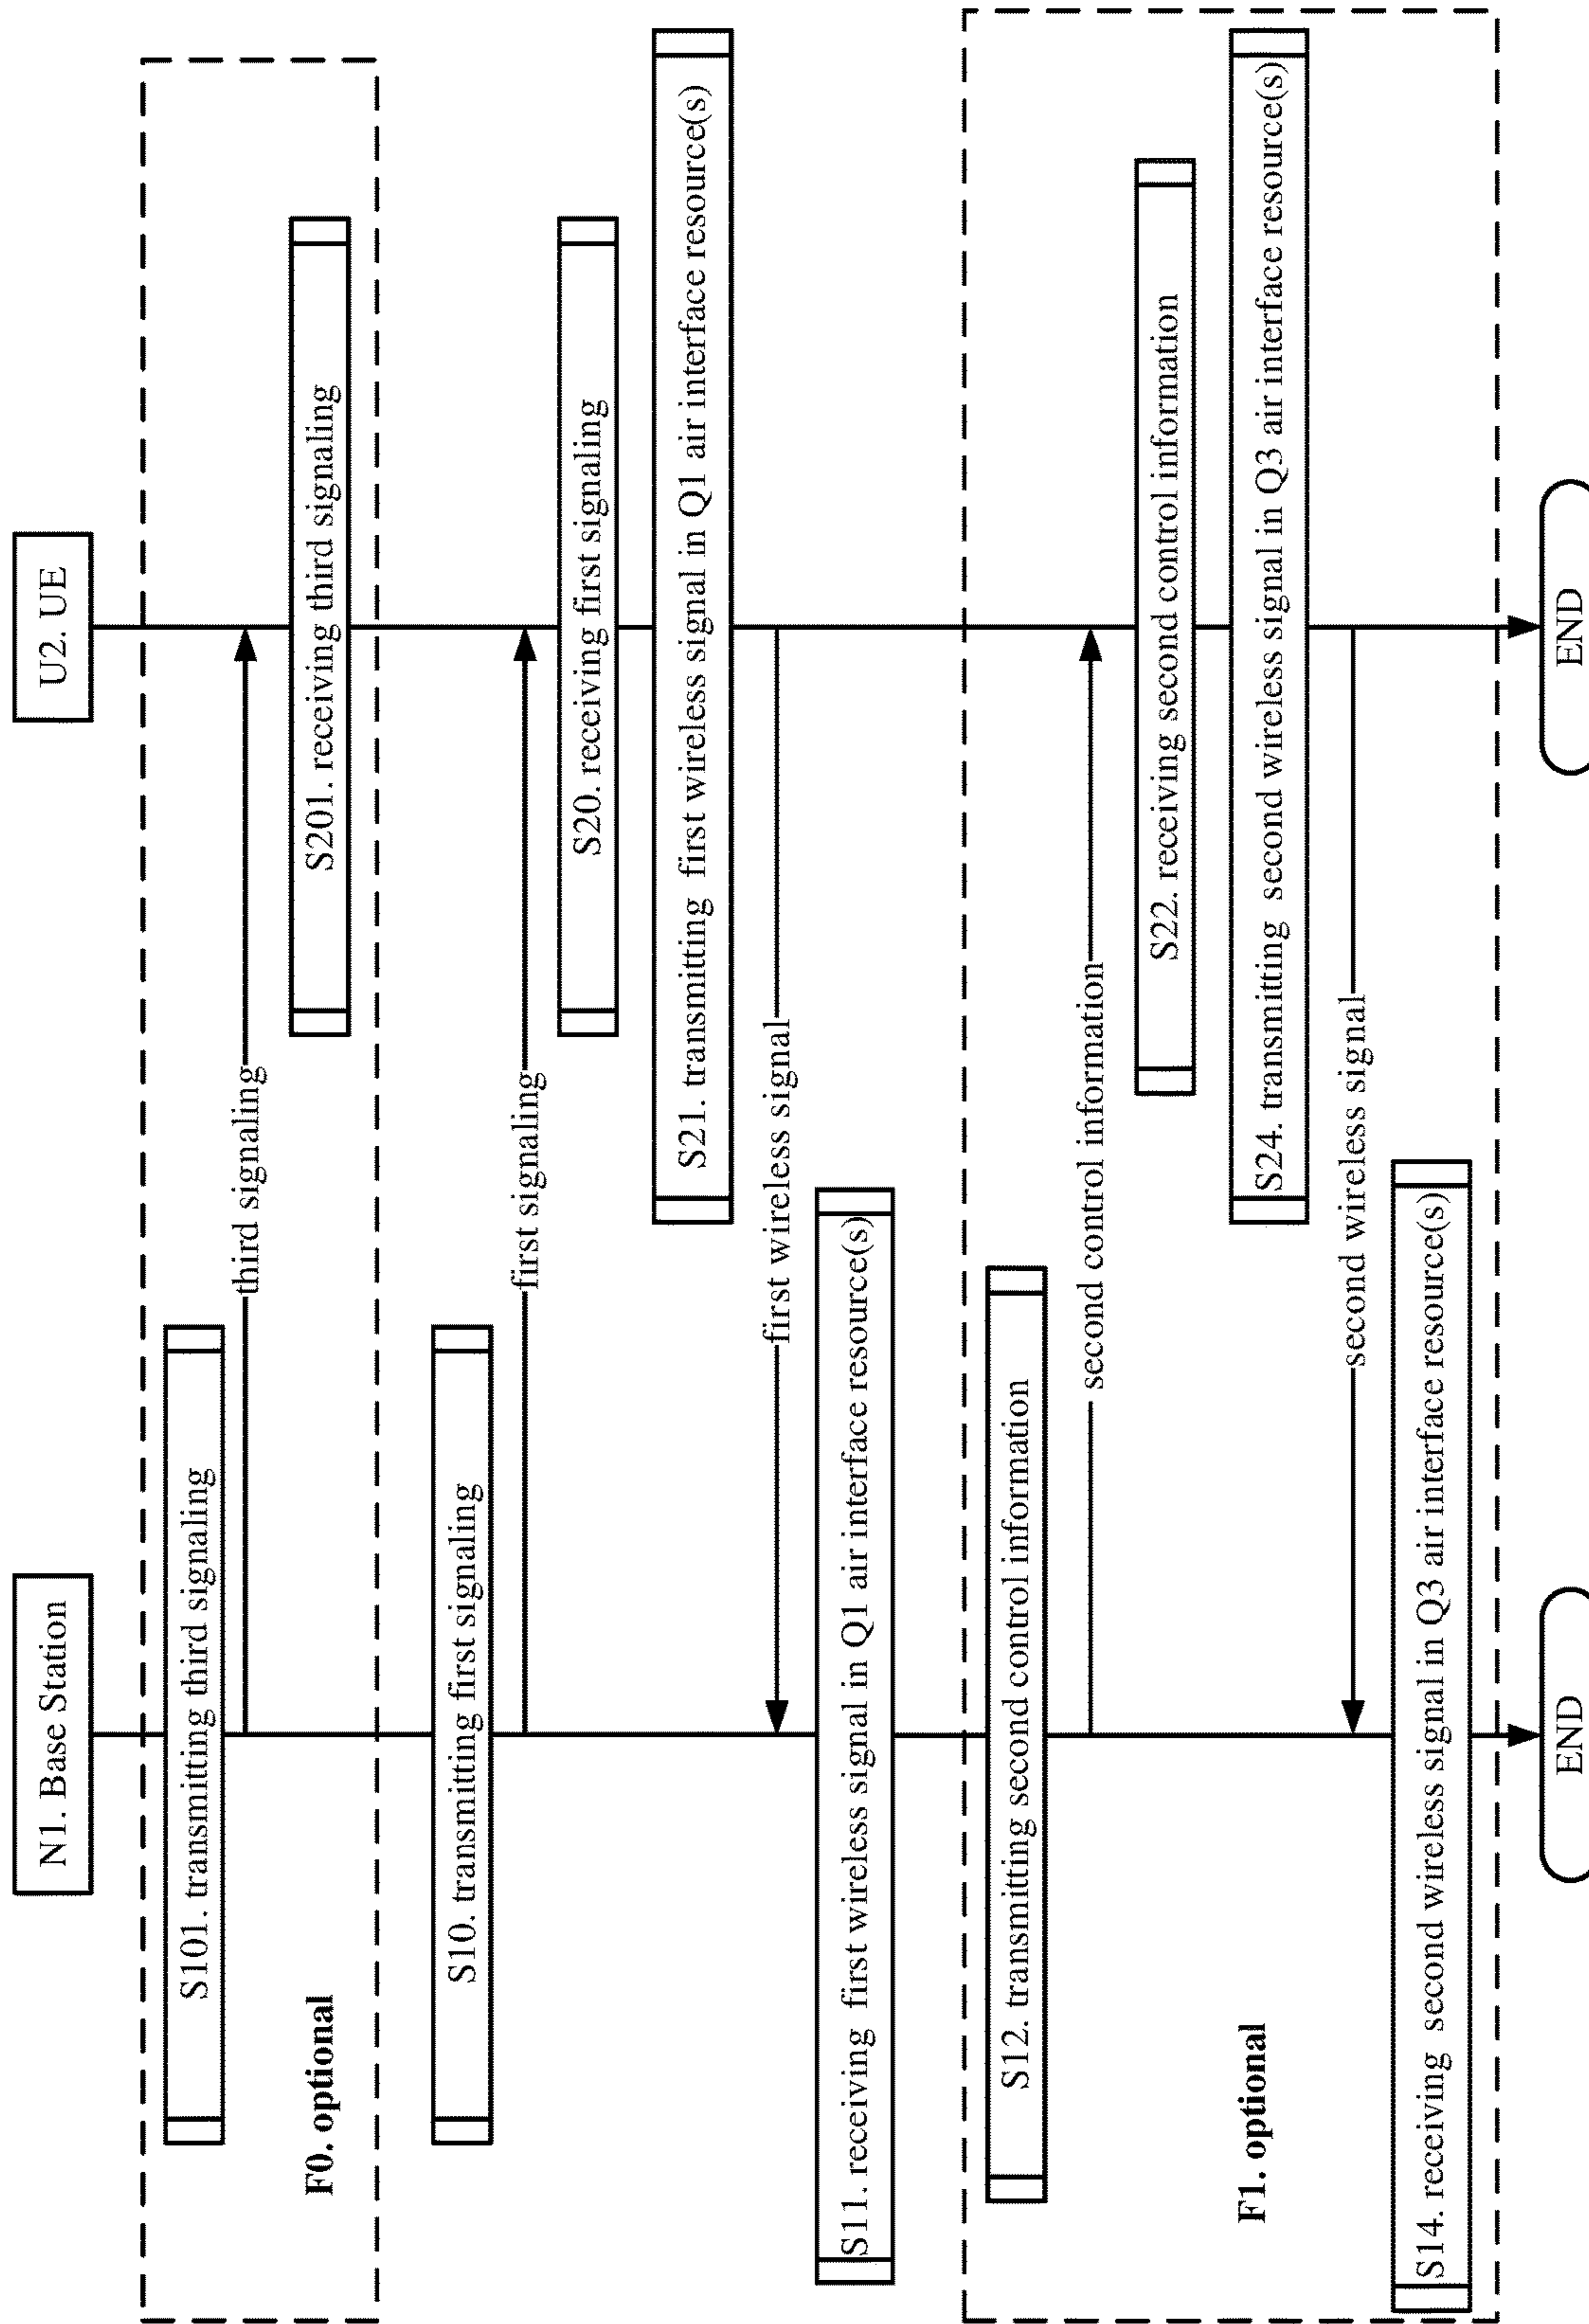 N1. Base Station
U2. UE
S101. transmitting third signaling
third signaling
S201. receiving third signaling
F0. optional
S10. transmitting first signaling
first signaling
S20. receiving first signaling
S21. transmitting first wireless signal in Q1 air interface resource(s)
first wireless signal
S11. receiving first wireless signal in Q1 air interface resource(s)
S12. transmitting second control information
second control information
S22. receiving second control information
S24. transmitting second wireless signal in Q3 air interface resource(s)
F1. optional
second wireless signal
S14. receiving second wireless signal in Q3 air interface resource(s)
END
END